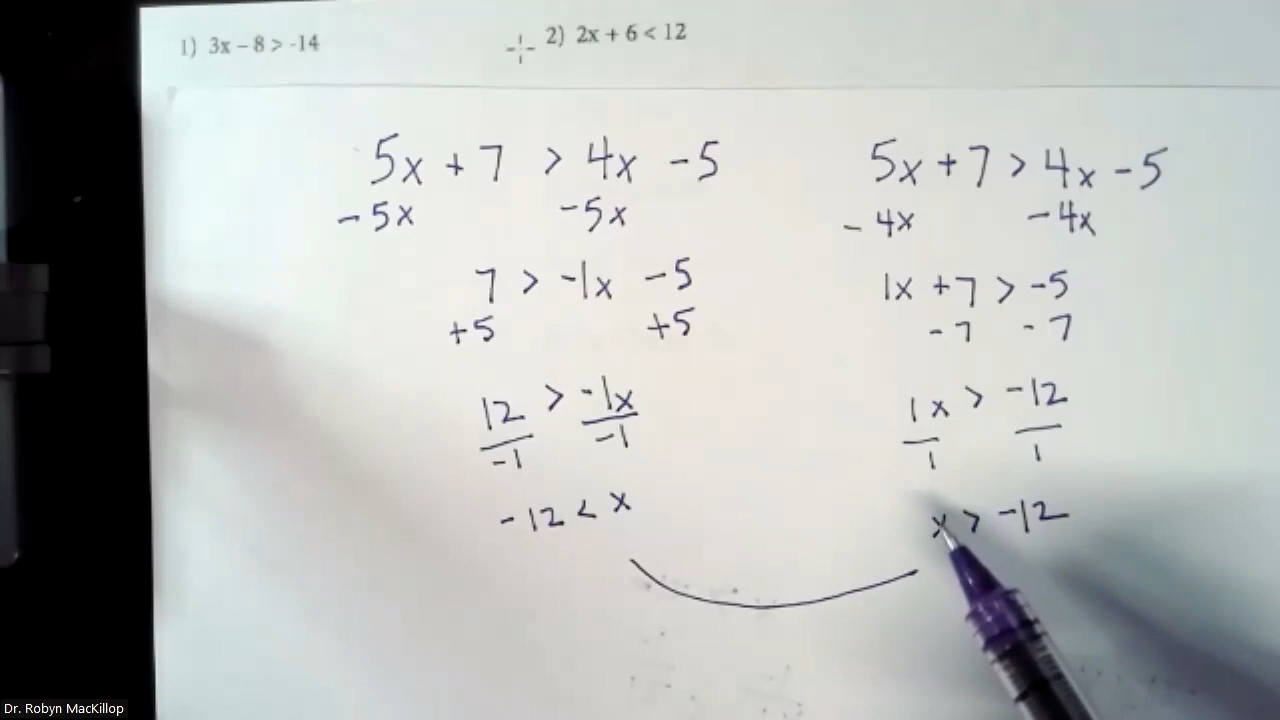 1) 3x – 8 > -14
2) 2x + 6 < 12
5x + 7 > 4x - 5
- 5x - 5x
7 > -1x - 5
+5 +5
12 > -1x
-1 -1
-12 < x
5x + 7 > 4x - 5
- 4x - 4x
1x + 7 > -5
- 7 - 7
1x > -12
1 1
x > -12
Dr. Robyn MacKillop